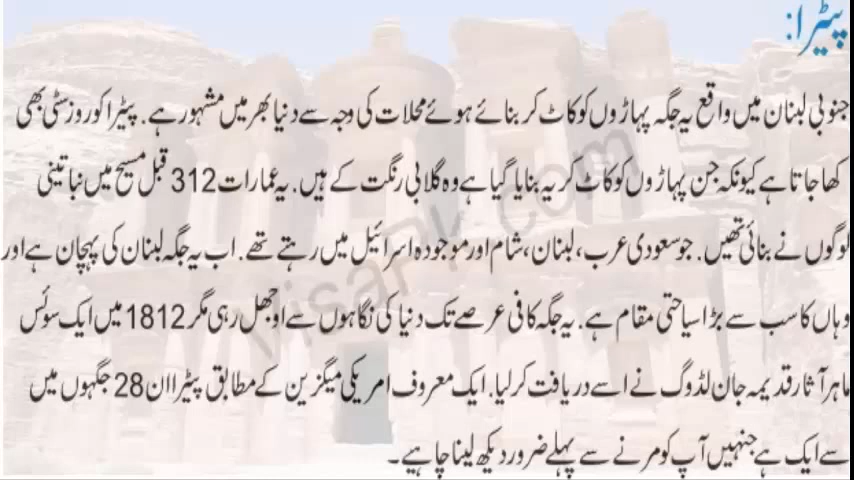 پیٹرا:
جنوبی لبنان میں واقع یہ جگہ پہاڑوں کو کاٹ کر بنائے ہوئے محلات کی وجہ سے دنیا بھر میں مشہور ہے۔ پیٹرا کو روز سٹی بھی
کھا جاتا ہے کیونکہ جن پہاڑوں کو کاٹ کر یہ بنایا گیا ہے وہ گلابی رنگت کے ہیں۔ یہ عمارات 312 قبل مسیح میں نباتینی
لوگوں نے بنائی تھیں۔ جو سعودی عرب، لبنان، شام اور موجودہ اسرائیل میں رہتے تھے۔ اب یہ جگہ لبنان کی پہچان ہے اور
وہاں کا سب سے بڑا سیاحتی مقام ہے۔ یہ جگہ کافی عرصے تک دنیا کی نگاہوں سے اوجھل رہی مگر 1812 میں ایک سوئس
ماہر آثار قدیمہ جان لڈوگ نے اسے دریافت کر لیا۔ ایک معروف امریکی میگزین کے مطابق پیٹرا ان 28 جگہوں میں
سے ایک ہے جنہیں آپ کو مرنے سے پہلے ضرور دیکھ لینا چاہیے۔